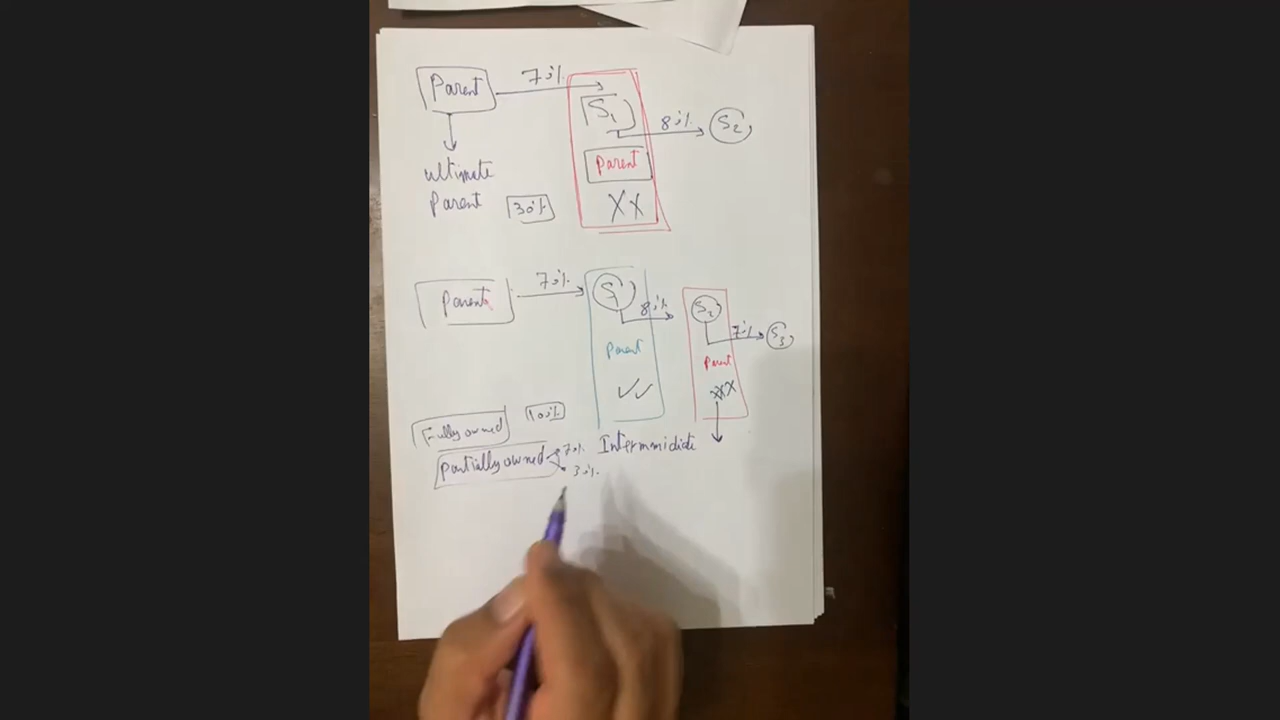 Parent 70%
S1 80% S2
Parent
ultimate
Parent 30% XX
Parent 70% S1 80% S2 70% S3
Parent Parent
XXX
100%
Fully owned
Partially owned 70% Intermmidiate
30%